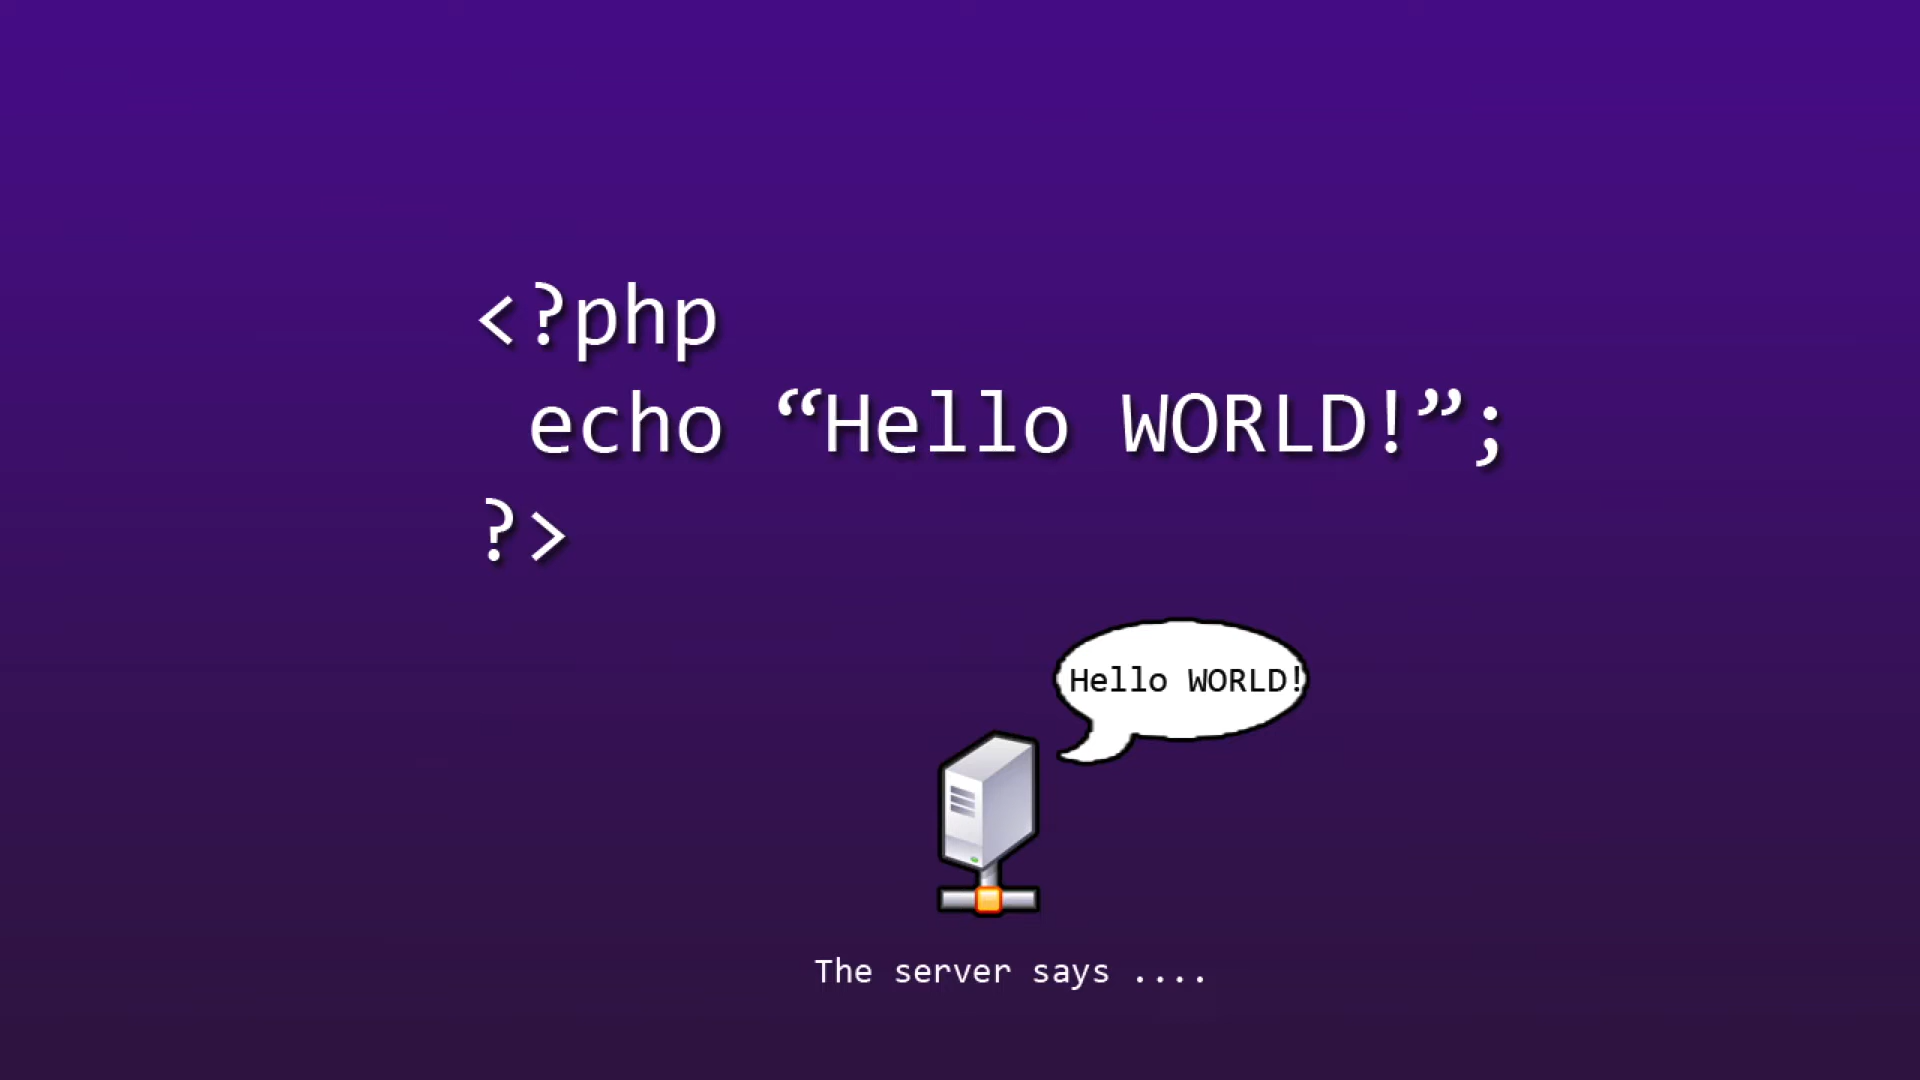 <?php
echo “Hello WORLD!”;
?>
Hello WORLD!
The server says ....